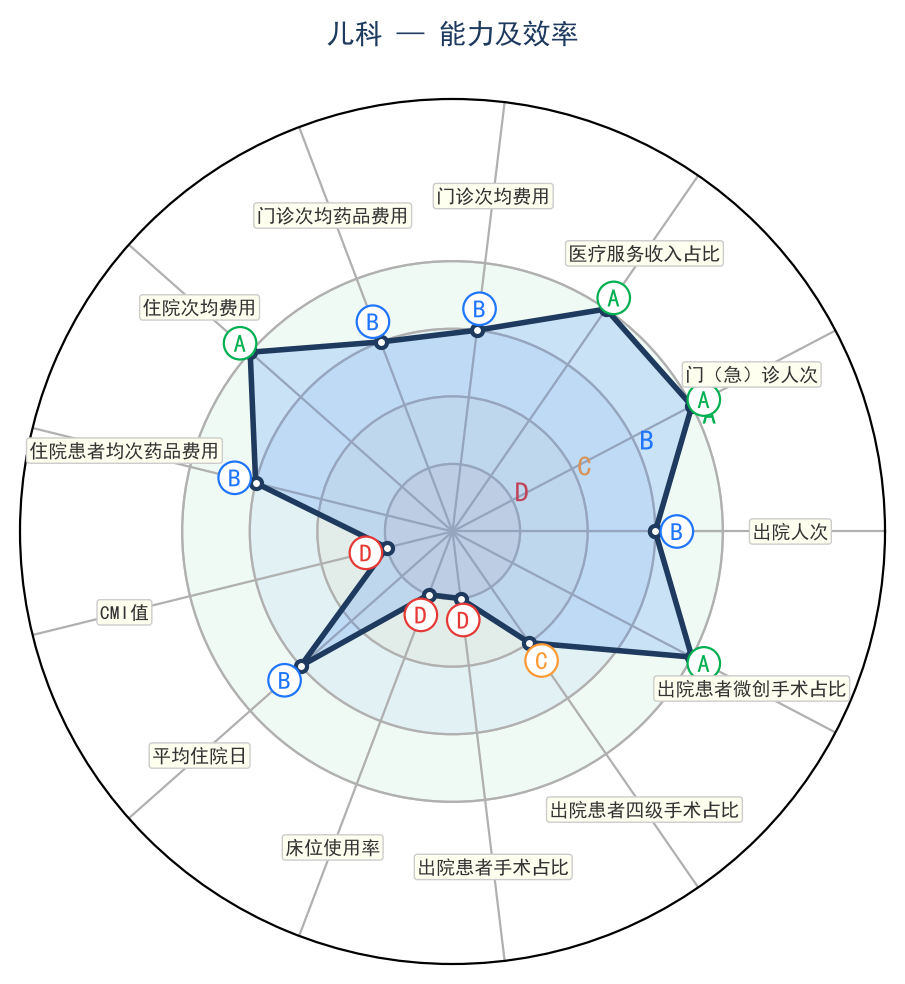 儿科 — 能力及效率
门诊次均费用
门诊次均药品费用
医疗服务收入占比
A
住院次均费用
B
B
A
门（急）诊人次
A
A
B
住院患者均次药品费用
C
B
D
出院人次
B
D
CMI值
D
D
C
A
B
出院患者微创手术占比
平均住院日
出院患者四级手术占比
床位使用率
出院患者手术占比